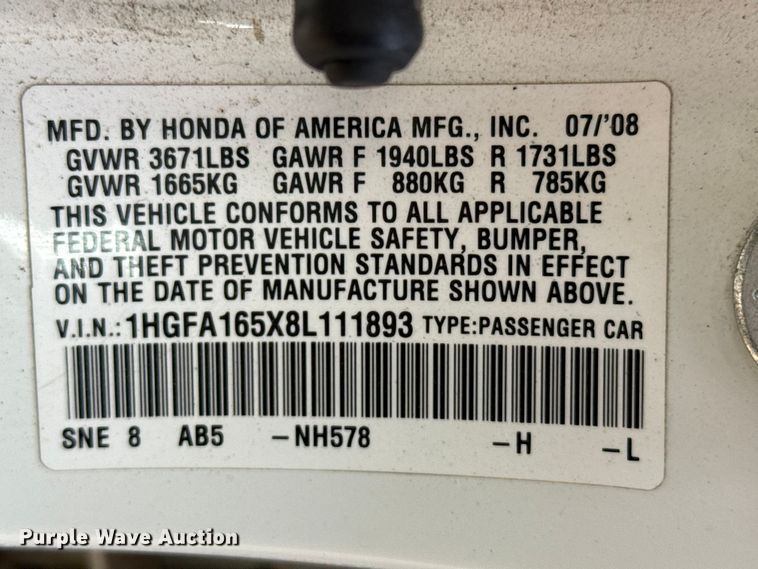 MFD. BY HONDA OF AMERICA MFG., INC. 07/'08
GVWR 3671LBS GAWR F 1940LBS R 1731LBS
GVWR 1665KG GAWR F 880KG R 785KG
THIS VEHICLE CONFORMS TO ALL APPLICABLE
FEDERAL MOTOR VEHICLE SAFETY, BUMPER,
AND THEFT PREVENTION STANDARDS IN EFFECT
ON THE DATE OF MANUFACTURE SHOWN ABOVE.
V.I.N.: 1HGFA165X8L111893 TYPE:PASSENGER CAR
SNE 8 AB5 -NH578 -H -L
Purple Wave Auction